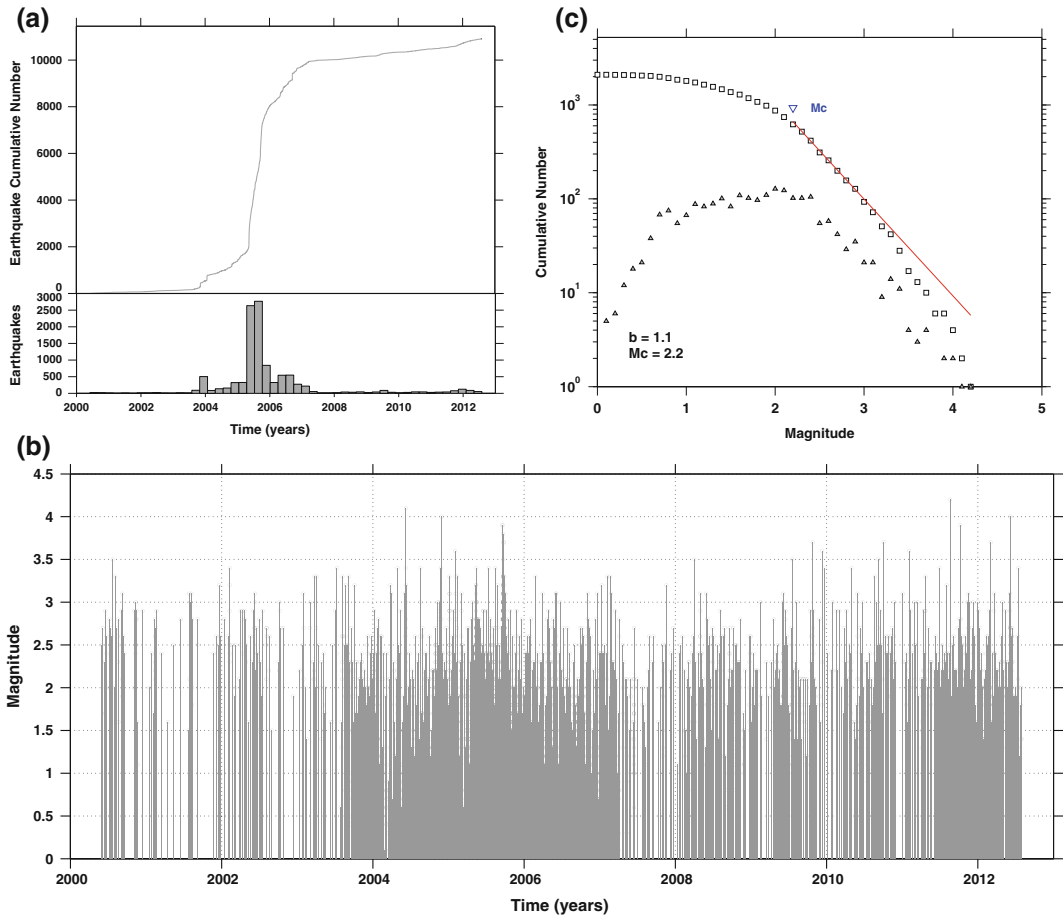 (a)
Earthquake Cumulative Number
10000
8000
6000
4000
2000
0
Earthquakes
3000
2500
2000
1500
1000
500
0
2000 2002 2004 2006 2008 2010 2012
Time (years)
(c)
Cumulative Number
10³
10²
10¹
10⁰
Mc
b = 1.1
Mc = 2.2
0 1 2 3 4 5
Magnitude
(b)
Magnitude
4.5
4
3.5
3
2.5
2
1.5
1
0.5
0
2000 2002 2004 2006 2008 2010 2012
Time (years)